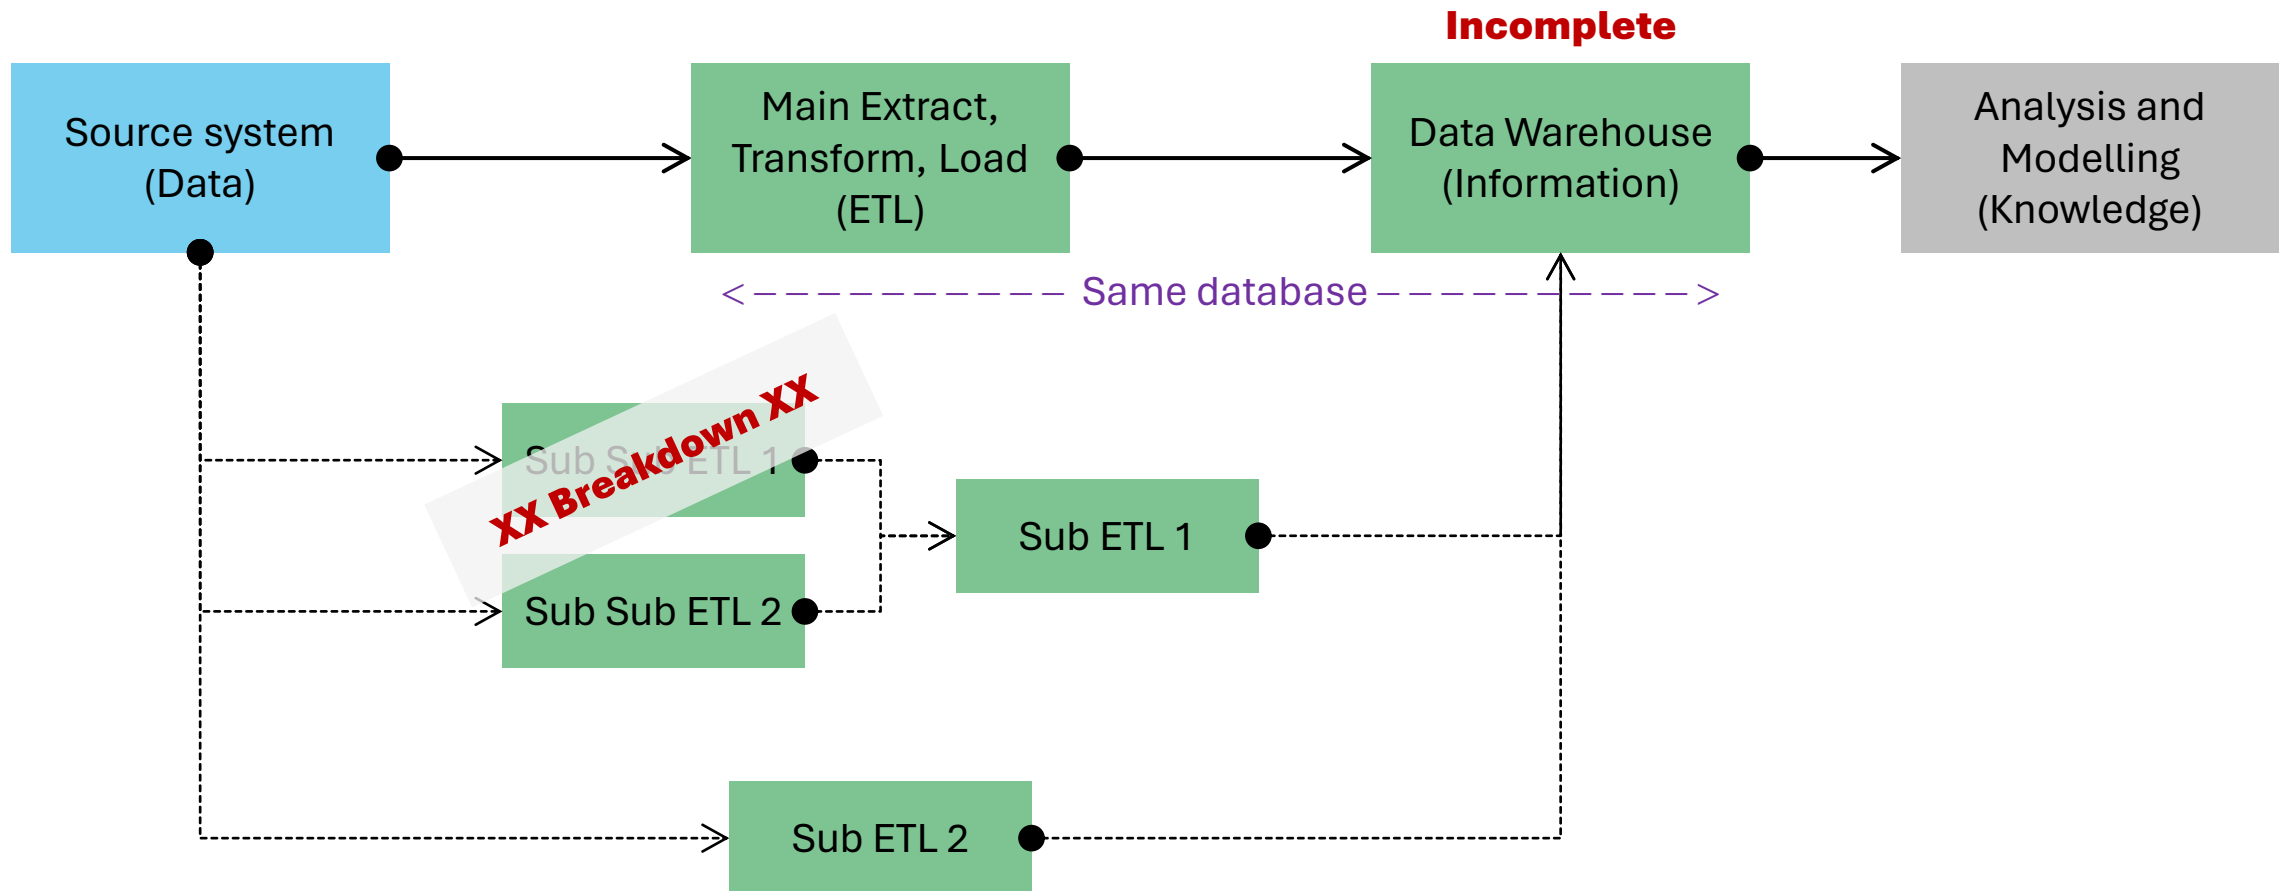 Incomplete
Source system
(Data)
Main Extract,
Transform, Load
(ETL)
Data Warehouse
(Information)
Analysis and
Modelling
(Knowledge)
Same database
Sub Sub ETL 1
XX Breakdown XX
Sub Sub ETL 2
Sub ETL 1
Sub ETL 2